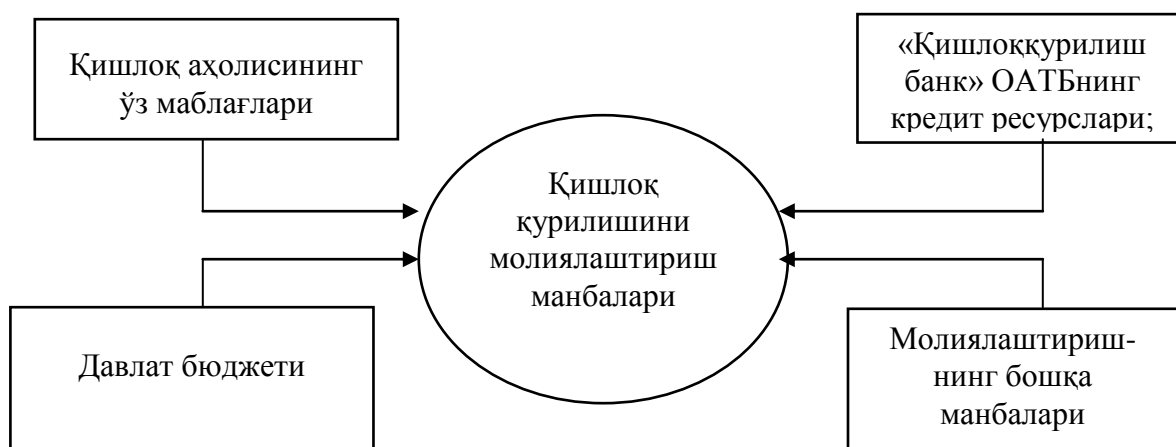 Қишлоқ аҳолисининг
ўз маблағлари
«Қишлоққурилиш
банк» ОАТБнинг
кредит ресурслари;
Қишлоқ
қурилишини
молиялаштириш
манбалари
Давлат бюджети
Молиялаштириш-
нинг бошқа
манбалари